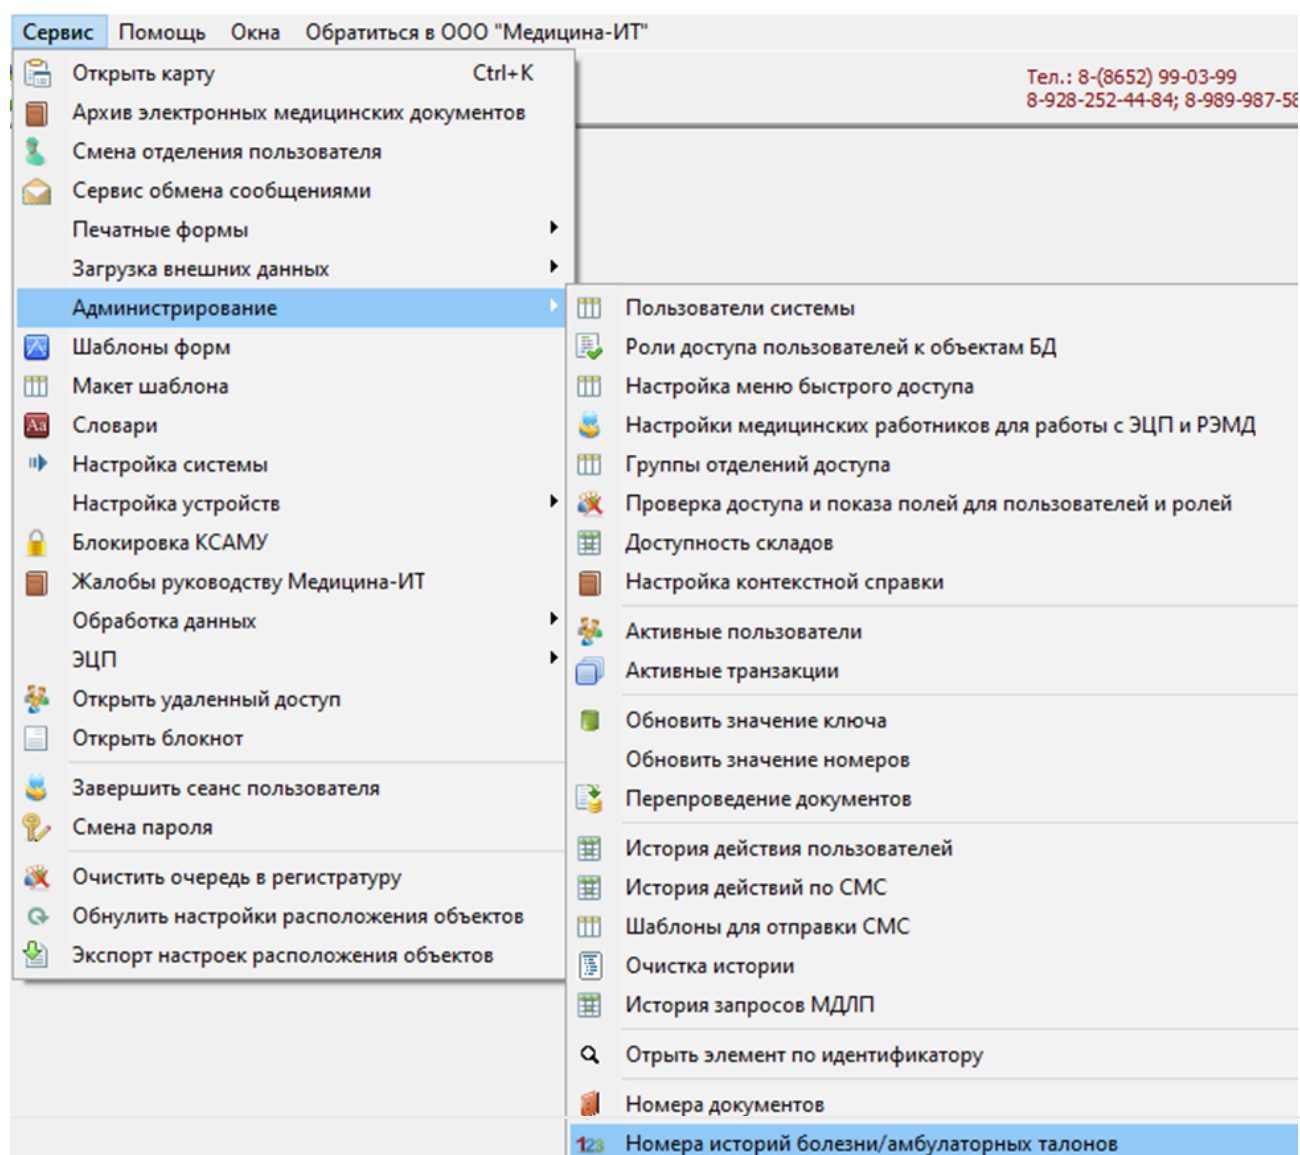 Сервис Помощь Окна Обратиться в ООО "Медицина-ИТ"
Тел.: 8-(8652) 99-03-99
8-928-252-44-84; 8-989-987-58
Открыть карту Ctrl+K
Архив электронных медицинских документов
Смена отделения пользователя
Сервис обмена сообщениями
Печатные формы
Загрузка внешних данных
Администрирование
Шаблоны форм
Макет шаблона
Aa Словари
Настройка системы
Настройка устройств
Блокировка КСАМУ
Жалобы руководству Медицина-ИТ
Обработка данных
ЭЦП
Открыть удаленный доступ
Открыть блокнот
Завершить сеанс пользователя
Смена пароля
Очистить очередь в регистратуру
Обнулить настройки расположения объектов
Экспорт настроек расположения объектов
Пользователи системы
Роли доступа пользователей к объектам БД
Настройка меню быстрого доступа
Настройки медицинских работников для работы с ЭЦП и РЭМД
Группы отделений доступа
Проверка доступа и показа полей для пользователей и ролей
Доступность складов
Настройка контекстной справки
Активные пользователи
Активные транзакции
Обновить значение ключа
Обновить значение номеров
Перепроведение документов
История действия пользователей
История действий по СМС
Шаблоны для отправки СМС
Очистка истории
История запросов МДЛП
Отрыть элемент по идентификатору
Номера документов
123 Номера историй болезни/амбулаторных талонов